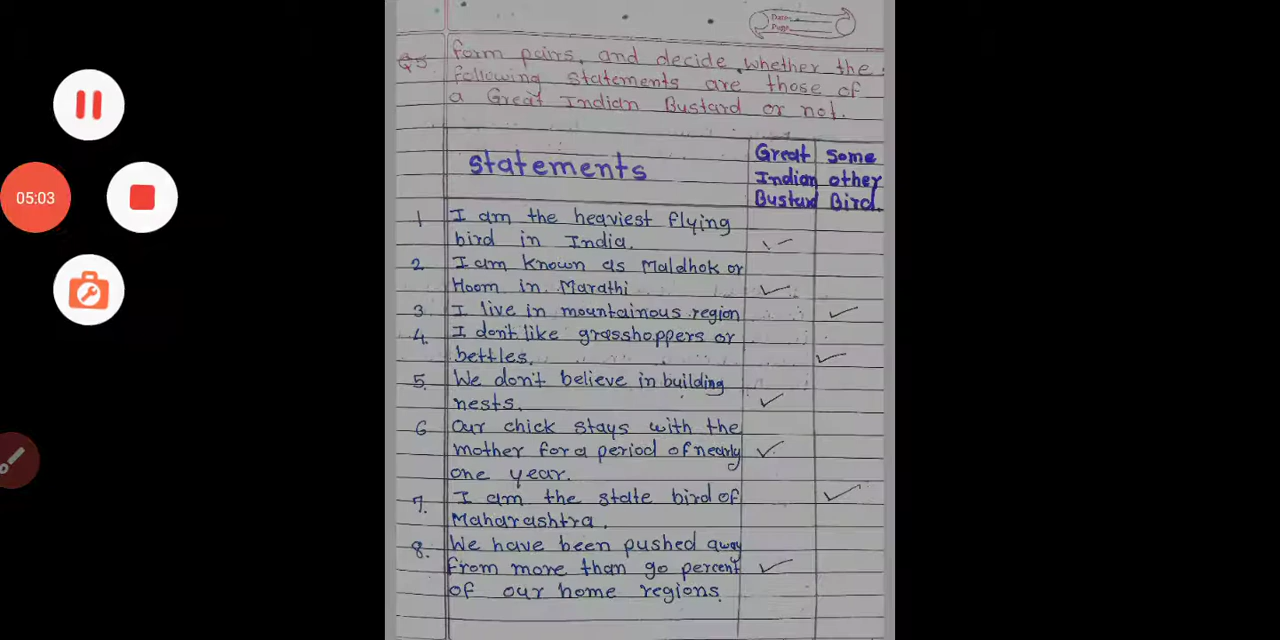 Date:
Page
Q5 form pairs, and decide, whether the
following statements are those of
a Great Indian Bustard or not.
Statements
Great Indian Bustard
Some other Bird.
1 I am the heaviest flying
bird in India.
2 I am known as Maldhok or
Hoom in Marathi
3 I live in mountainous region
4. I don't like grasshoppers or
bettles.
5. We don't believe in building
nests.
6 Our chick stays with the
mother for a period of nearly
one year.
7. I am the state bird of
Maharashtra.
8. We have been pushed away
from more than 90 percent
of our home regions.
05:03